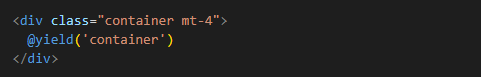 <div class="container mt-4">
  @yield('container')
</div>